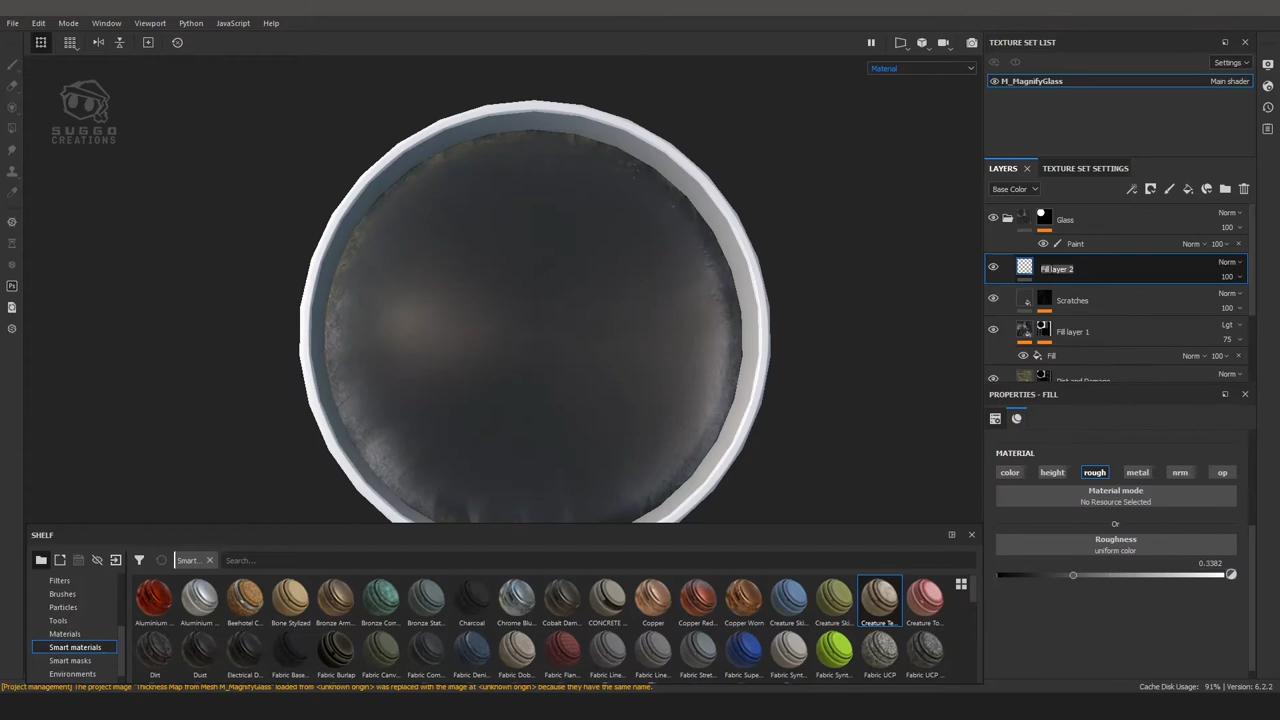 File Edit Mode Window Viewport Python JavaScript Help
SUGGO
CREATIONS
Material
TEXTURE SET LIST
Settings
M_MagnifyGlass Main shader
LAYERS TEXTURE SET SETTINGS
Base Color
Glass Norm
100
Paint Norm 100
Fill layer 2 Norm
100
Scratches Norm
100
Fill layer 1 Lgt
75
Fill Norm 100
Norm
PROPERTIES - FILL
MATERIAL
color height rough metal nrm op
Material mode
No Resource Selected
Or
Roughness
uniform color
0.3382
SHELF
Smart... Search...
Filters
Brushes
Particles
Tools
Materials
Smart materials
Smart masks
Environments
Aluminium ... Aluminium ... Beehotel C... Bone Stylized Bronze Arm... Bronze Corr... Bronze Stat... Charcoal Chrome Blu... Cobalt Dam... CONCRETE ... Copper Copper Red... Copper Worn Creature Ski... Creature Ski... Creature Te... Creature To...
Dirt Dust Electrical D... Fabric Base... Fabric Burlap Fabric Canv... Fabric Com... Fabric Deni... Fabric Dob... Fabric Flan... Fabric Line... Fabric Line... Fabric Stret... Fabric Supe... Fabric Synt... Fabric Synt... Fabric UCP Fabric UCP ...
[Project management] The project image 'Thickness Map from Mesh M_MagnifyGlass' loaded from <unknown origin> was replaced with the image at <unknown origin> because they have the same name.
Cache Disk Usage: 91% | Version: 6.2.2